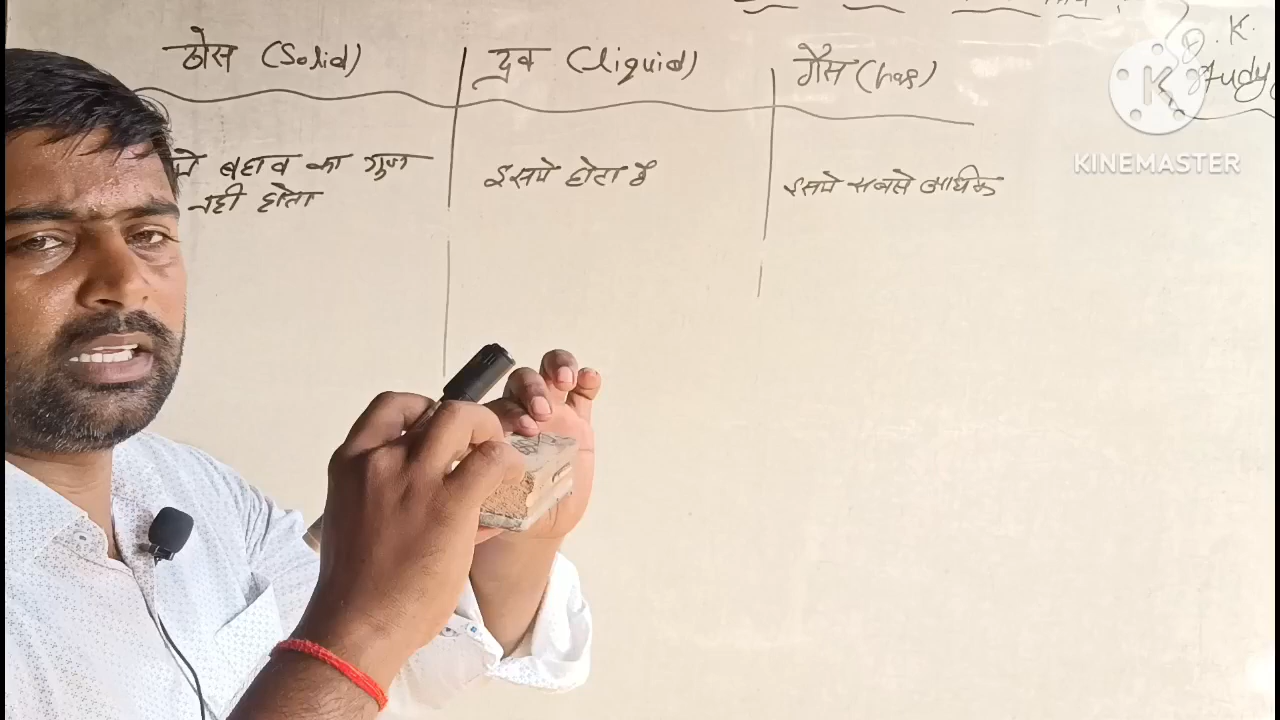 ठोस (Solid)
द्रव (liquid)
गैस (Gas)
D. K.
Study
KINEMASTER
मे बहाव का गुण
नही होता
इसमे होता है
इसमे सबसे अधिक